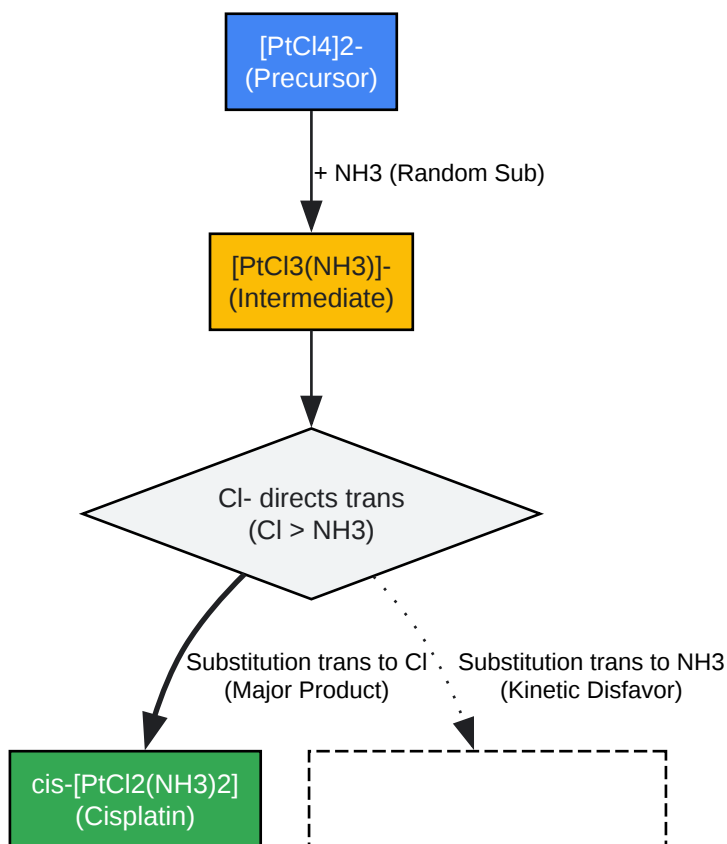 [PtCl4]2-
(Precursor)
+ NH3 (Random Sub)
[PtCl3(NH3)]-
(Intermediate)
Cl- directs trans
(Cl > NH3)
Substitution trans to Cl
(Major Product)
Substitution trans to NH3
(Kinetic Disfavor)
cis-[PtCl2(NH3)2]
(Cisplatin)